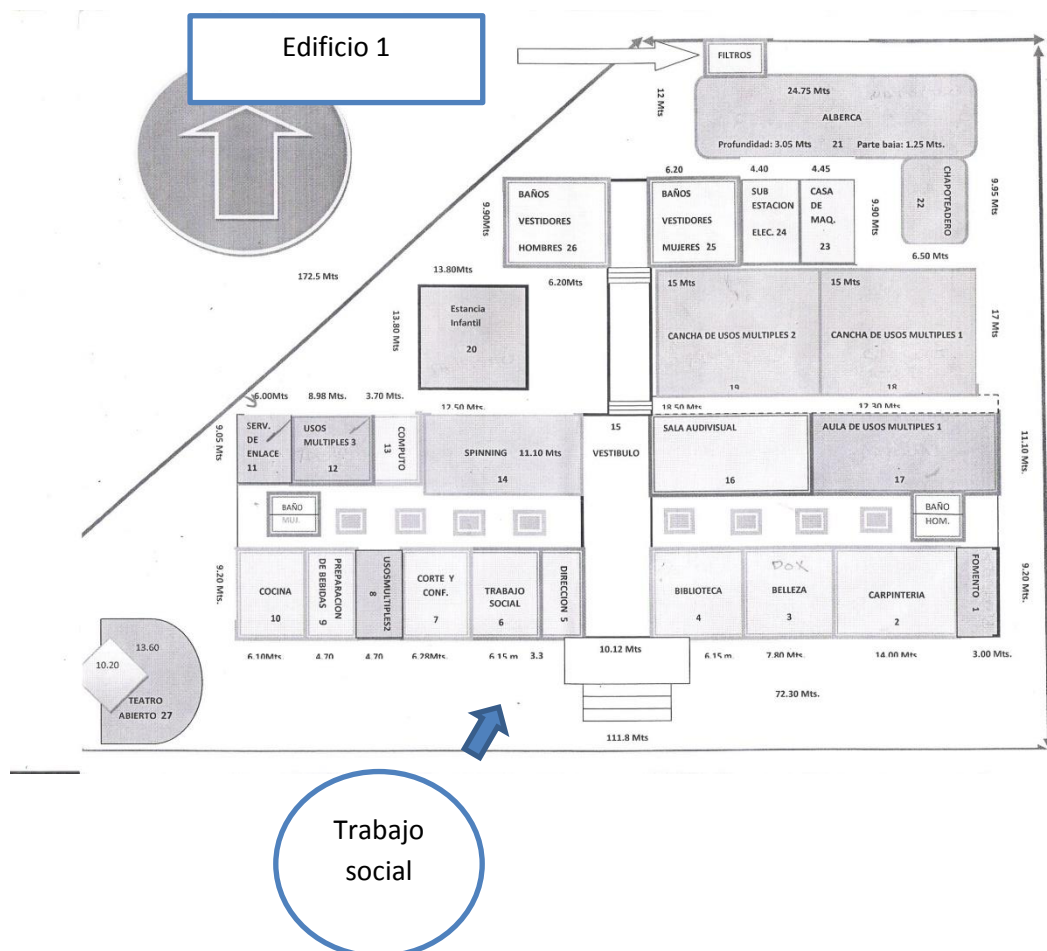 Edificio 1
FILTROS
24.75 Mts
ALBERCA
Profundidad: 3.05 Mts 21 Parte baja: 1.25 Mts.
12 Mts
6.20
4.40
4.45
BAÑOS
VESTIDORES
HOMBRES 26
BAÑOS
VESTIDORES
MUJERES 25
SUB
ESTACION
ELEC. 24
CASA
DE
MAQ.
23
CHAPOTEADERO
22
9.90Mts
9.90 Mts
9.95 Mts
6.50 Mts
172.5 Mts
13.80Mts
6.20Mts
13.80 Mts
Estancia
Infantil
20
15 Mts
CANCHA DE USOS MULTIPLES 2
19
15 Mts
CANCHA DE USOS MULTIPLES 1
18
17 Mts
6.00Mts
8.98 Mts.
3.70 Mts.
12.50 Mts.
18.50 Mts
12.30 Mts
9.05 Mts
SERV.
DE
ENLACE
11
USOS
MULTIPLES 3
12
COMPUTO
13
SPINNING 11.10 Mts
14
15
VESTIBULO
SALA AUDIVISUAL
16
AULA DE USOS MULTIPLES 1
17
11.10 Mts
BAÑO
MUJ.
BAÑO
HOM.
9.20 Mts.
COCINA
10
PREPARACION
DE BEBIDAS
9
USOSMULTIPLES2
8
CORTE Y
CONF.
7
TRABAJO
SOCIAL
6
DIRECCION 5
BIBLIOTECA
4
BELLEZA
3
CARPINTERIA
2
FOMENTO 1
9.20 Mts.
6.10Mts
4.70
4.70
6.28Mts.
6.15 m
3.3
10.12 Mts
6.15 m
7.80 Mts.
14.00 Mts
3.00 Mts.
13.60
10.20
TEATRO
ABIERTO 27
72.30 Mts.
111.8 Mts
Trabajo
social